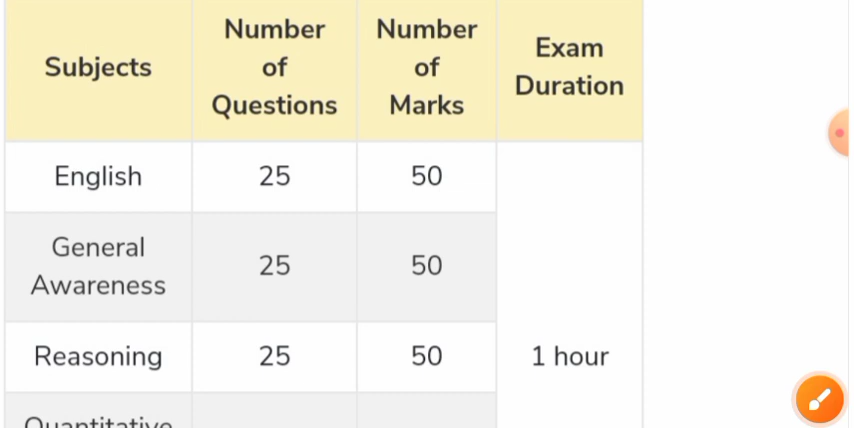 Subjects
Number
of
Questions
Number
of
Marks
Exam
Duration
English
25
50
General
Awareness
25
50
Reasoning
25
50
1 hour
Quantitative